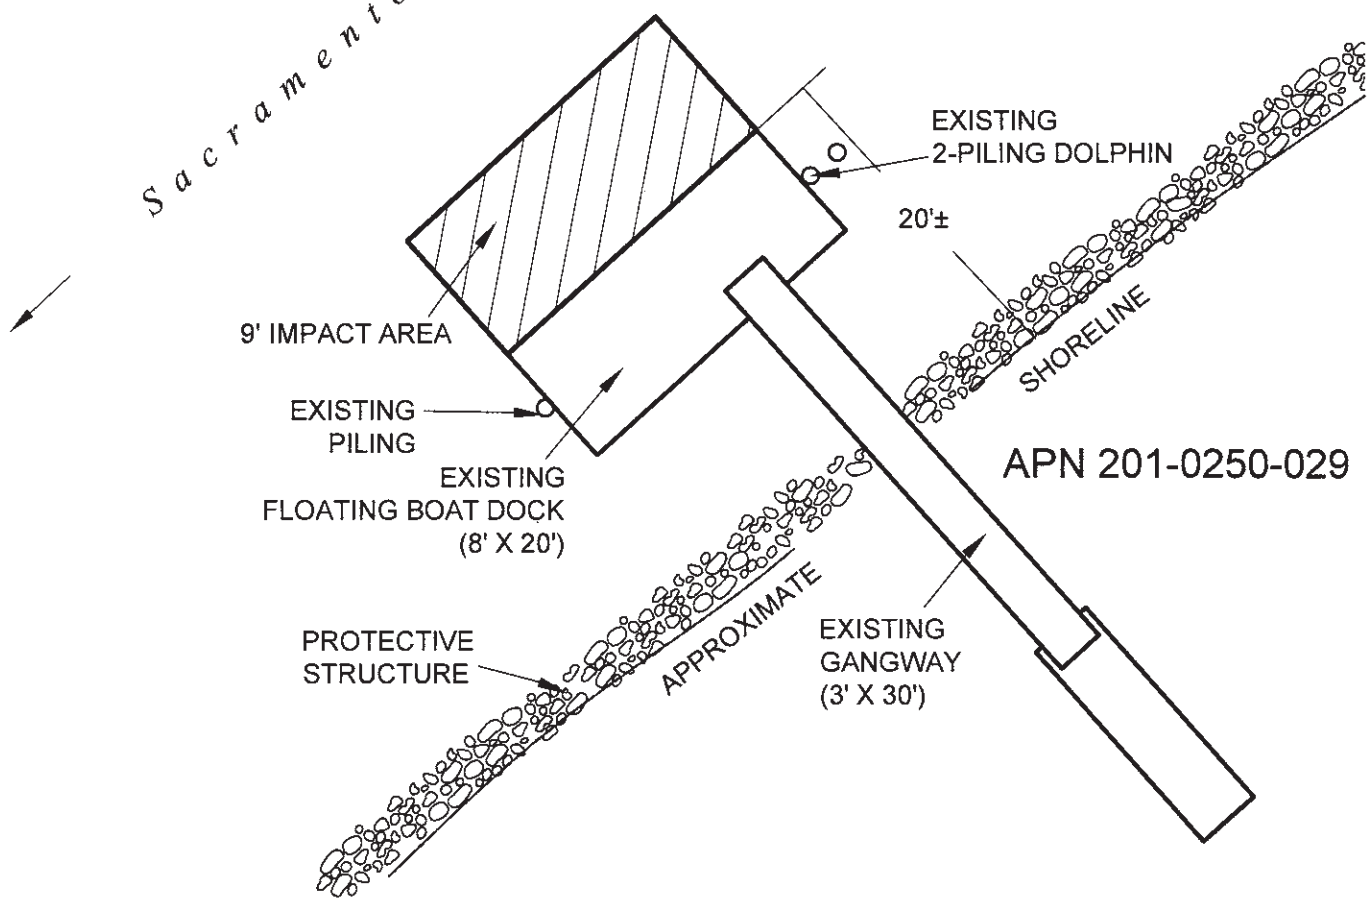 Sacramento
EXISTING
2-PILING DOLPHIN
20'±
9' IMPACT AREA
SHORELINE
EXISTING
PILING
APN 201-0250-029
EXISTING
FLOATING BOAT DOCK
(8' X 20')
APPROXIMATE
EXISTING
GANGWAY
(3' X 30')
PROTECTIVE
STRUCTURE